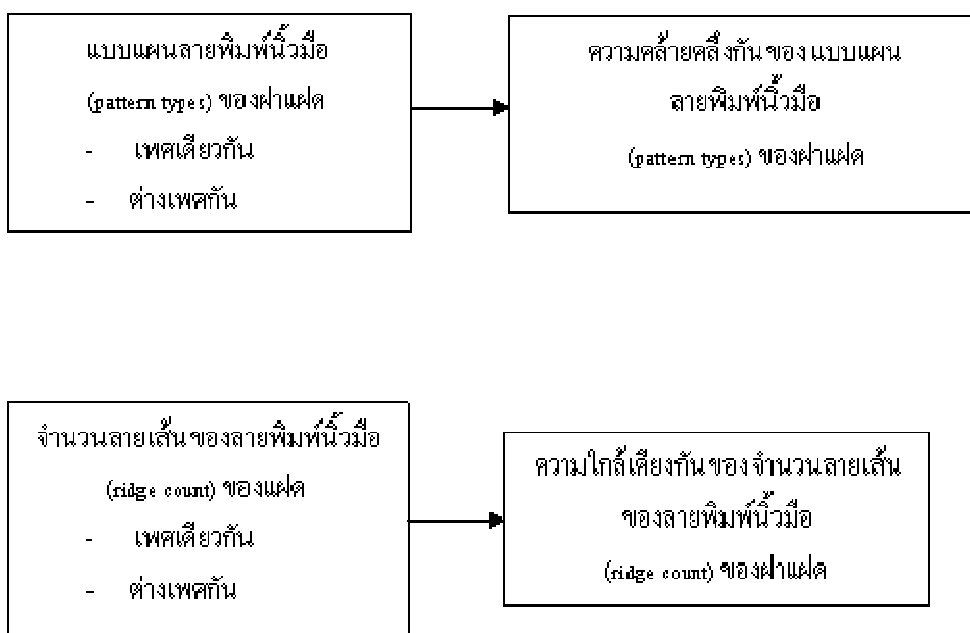 แบบแผนลายพิมพ์นิ้วมือ
(pattern types) ของฝาแฝด
- เพศเดียวกัน
- ต่างเพศกัน
ความคล้ายคลึงกันของแบบแผน
ลายพิมพ์นิ้วมือ
(pattern types) ของฝาแฝด
จำนวนลายเส้นของลายพิมพ์นิ้วมือ
(ridge count) ของแฝด
- เพศเดียวกัน
- ต่างเพศกัน
ความใกล้เคียงกันของจำนวนลายเส้น
ของลายพิมพ์นิ้วมือ
(ridge count) ของฝาแฝด